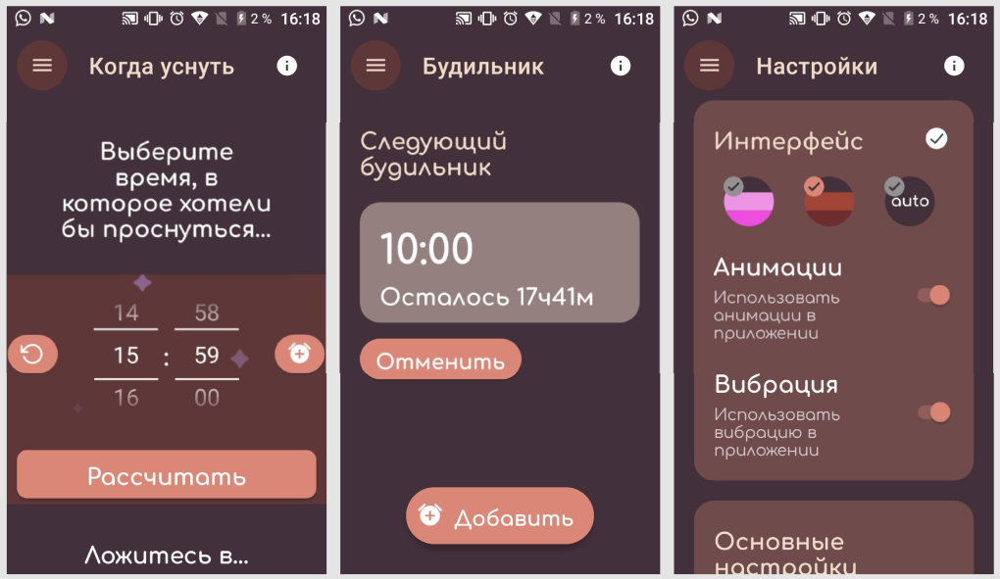 2% 16:18
Когда уснуть
Выберите
время, в
которое хотели
бы проснуться...
14 58
15 : 59
16 00
Рассчитать
Ложитесь в...
2% 16:18
Будильник
Следующий
будильник
10:00
Осталось 17ч41м
Отменить
Добавить
2% 16:18
Настройки
Интерфейс
auto
Анимации
Использовать
анимации в
приложении
Вибрация
Использовать
вибрацию в
приложении
Основные
настройки